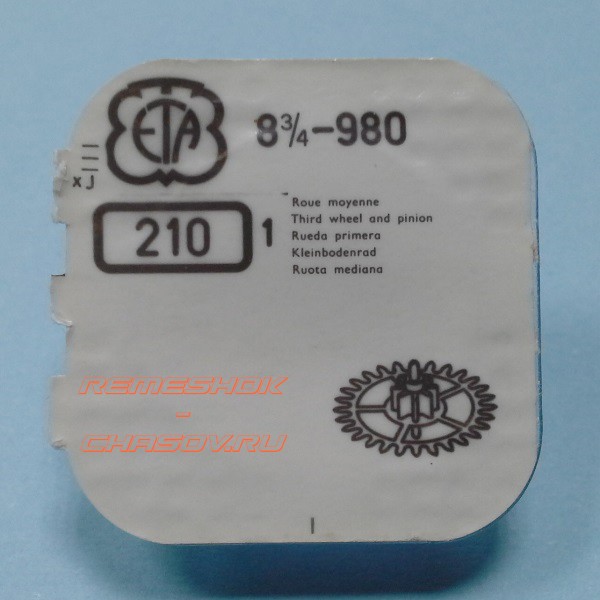 ETA 8¾-980
xJ
210 1
Roue moyenne
Third wheel and pinion
Rueda primera
Kleinbodenrad
Ruota mediana
REMESHOK
-
CHASOV.RU